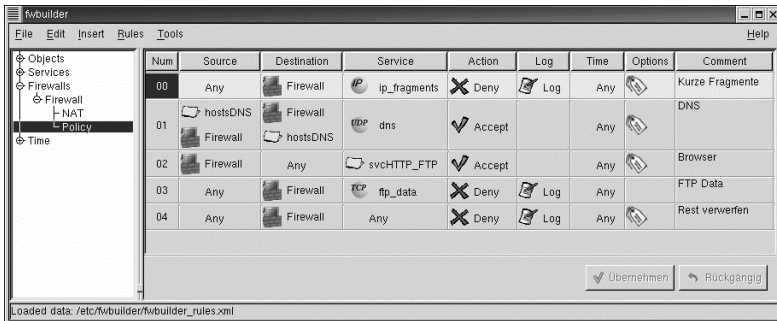 fwbuilder
File Edit Insert Rules Tools Help
Objects
Services
Firewalls
Firewall
NAT
Policy
Time
Num Source Destination Service Action Log Time Options Comment
00 Any Firewall IP ip_fragments Deny Log Any Kurze Fragmente
01 hostsDNS Firewall Firewall hostsDNS UDP dns Accept Any DNS
02 Firewall Any svcHTTP_FTP Accept Any Browser
03 Any Firewall TCP ftp_data Deny Log Any FTP Data
04 Any Firewall Any Deny Log Any Rest verwerfen
Übernehmen Rückgängig
Loaded data: /etc/fwbuilder/fwbuilder_rules.xml